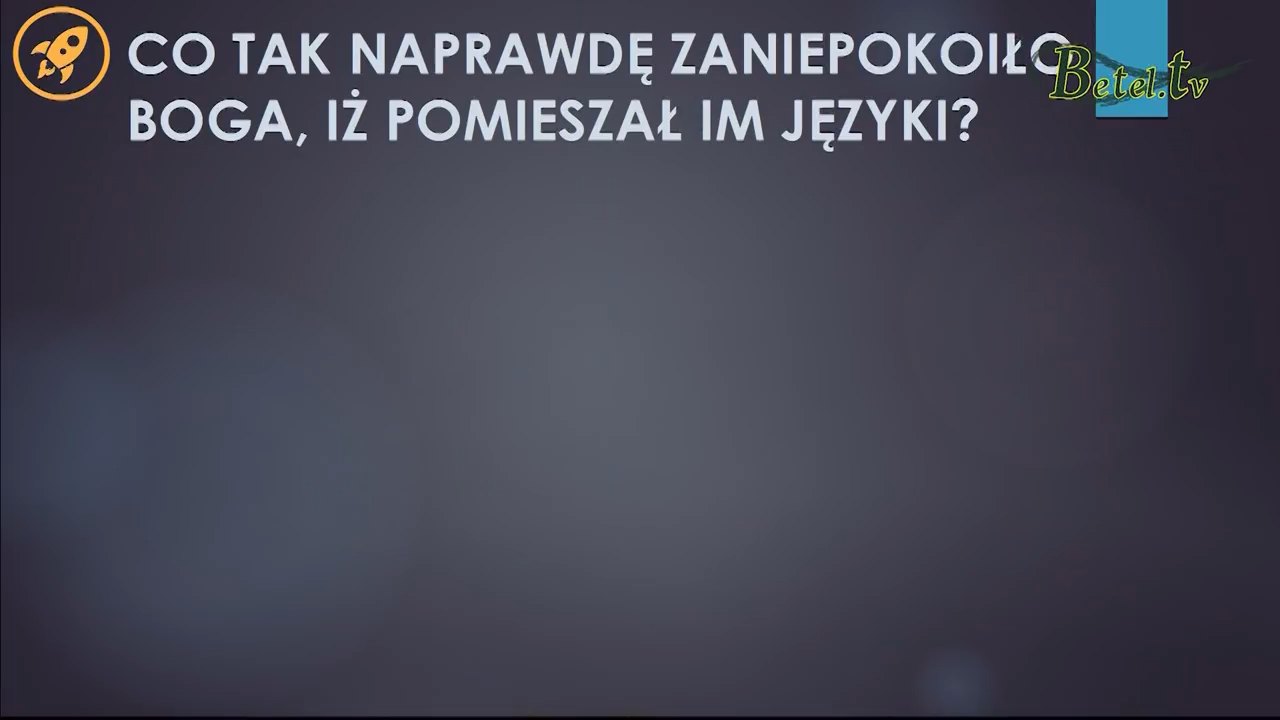 CO TAK NAPRAWDĘ ZANIEPOKOIŁO
BOGA, IŻ POMIESZAŁ IM JĘZYKI?
Betel.tv